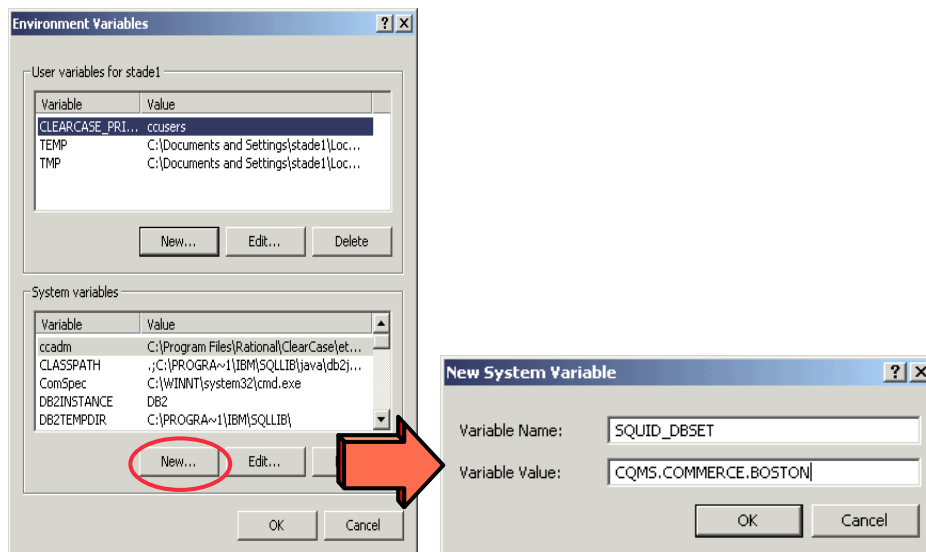 Environment Variables
User variables for stade1
Variable Value
CLEARCASE_PRI... ccusers
TEMP C:\Documents and Settings\stade1\Loc...
TMP C:\Documents and Settings\stade1\Loc...
New... Edit... Delete
System variables
Variable Value
ccadm C:\Program Files\Rational\ClearCase\et...
CLASSPATH .;C:\PROGRA~1\IBM\SQLLIB\java\db2j...
ComSpec C:\WINNT\system32\cmd.exe
DB2INSTANCE DB2
DB2TEMPDIR C:\PROGRA~1\IBM\SQLLIB\
New... Edit...
OK Cancel
New System Variable
Variable Name: SQUID_DBSET
Variable Value: CQMS.COMMERCE.BOSTON
OK Cancel